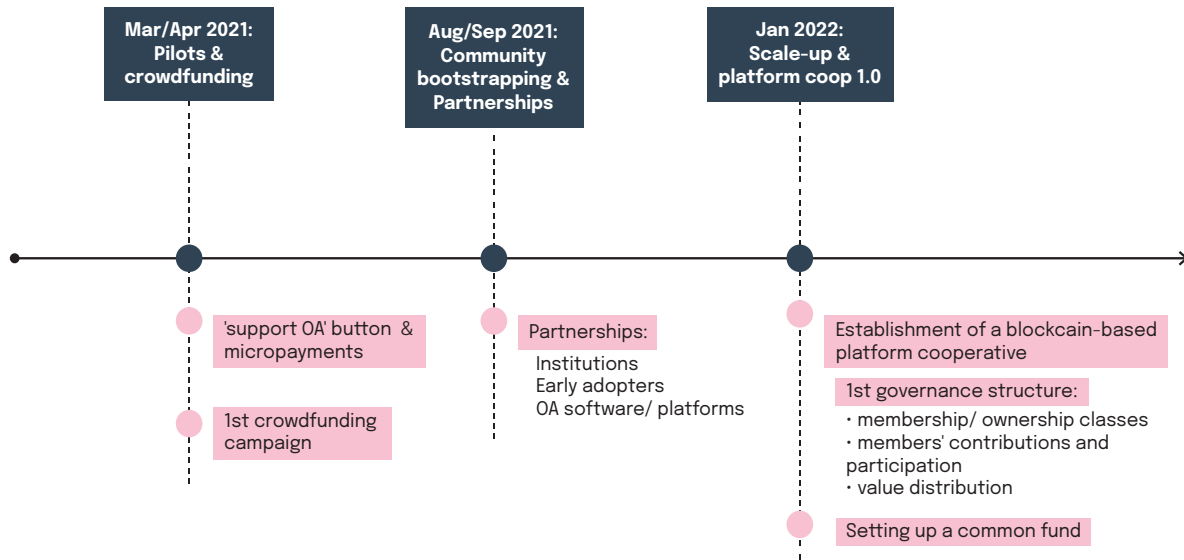 Mar/Apr 2021:
Pilots &
crowdfunding
Aug/Sep 2021:
Community
bootstrapping &
Partnerships
Jan 2022:
Scale-up &
platform coop 1.0
'support OA' button &
micropayments
1st crowdfunding
campaign
Partnerships:
Institutions
Early adopters
OA software/ platforms
Establishment of a blockcain-based
platform cooperative
1st governance structure:
· membership/ ownership classes
· members' contributions and
participation
· value distribution
Setting up a common fund